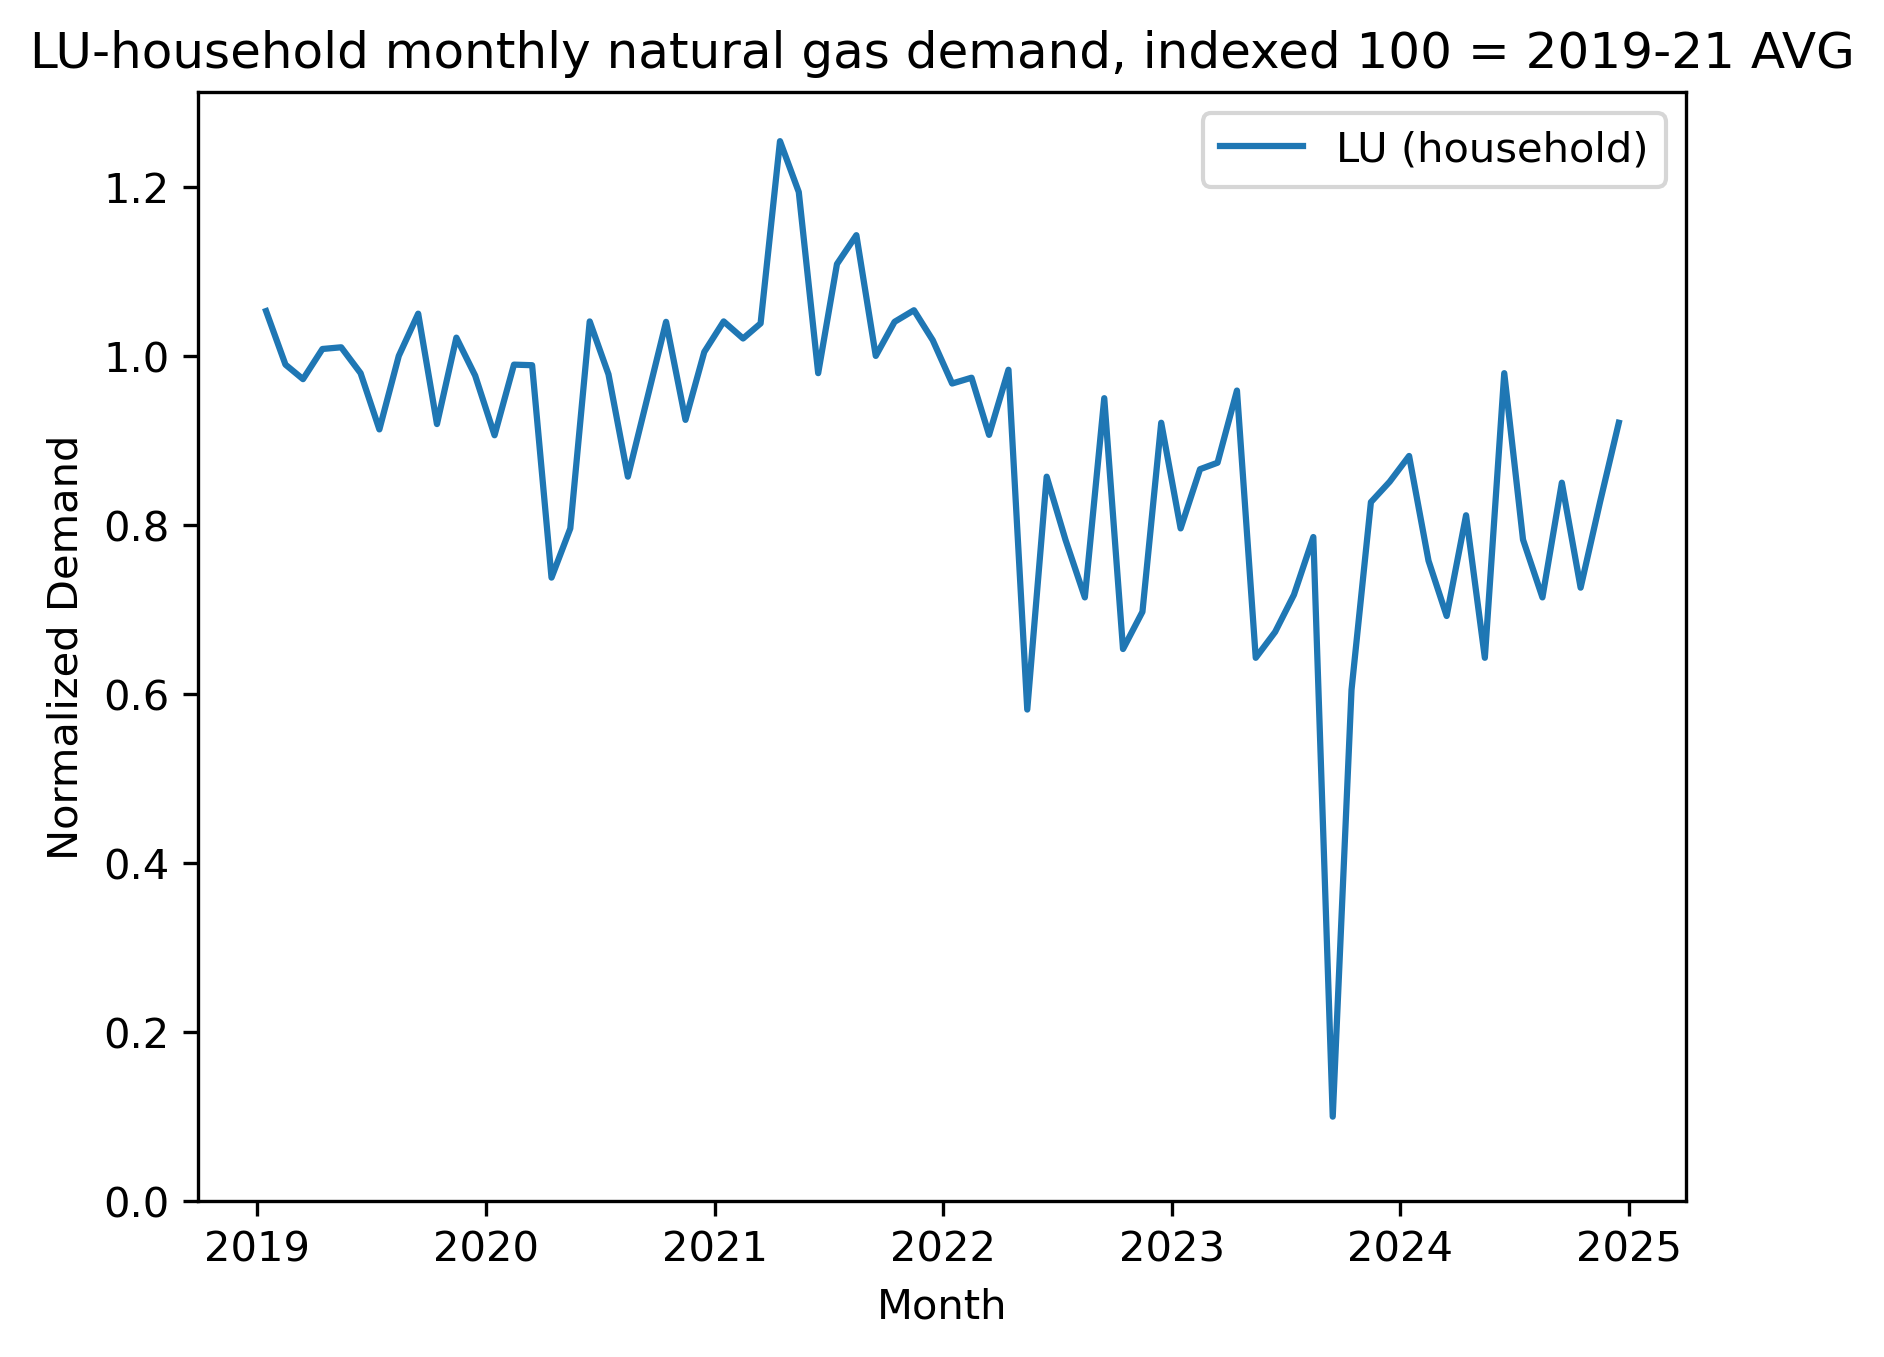 LU-household monthly natural gas demand, indexed 100 = 2019-21 AVG
LU (household)
Normalized Demand
1.2
1.0
0.8
0.6
0.4
0.2
0.0
2019 2020 2021 2022 2023 2024 2025
Month